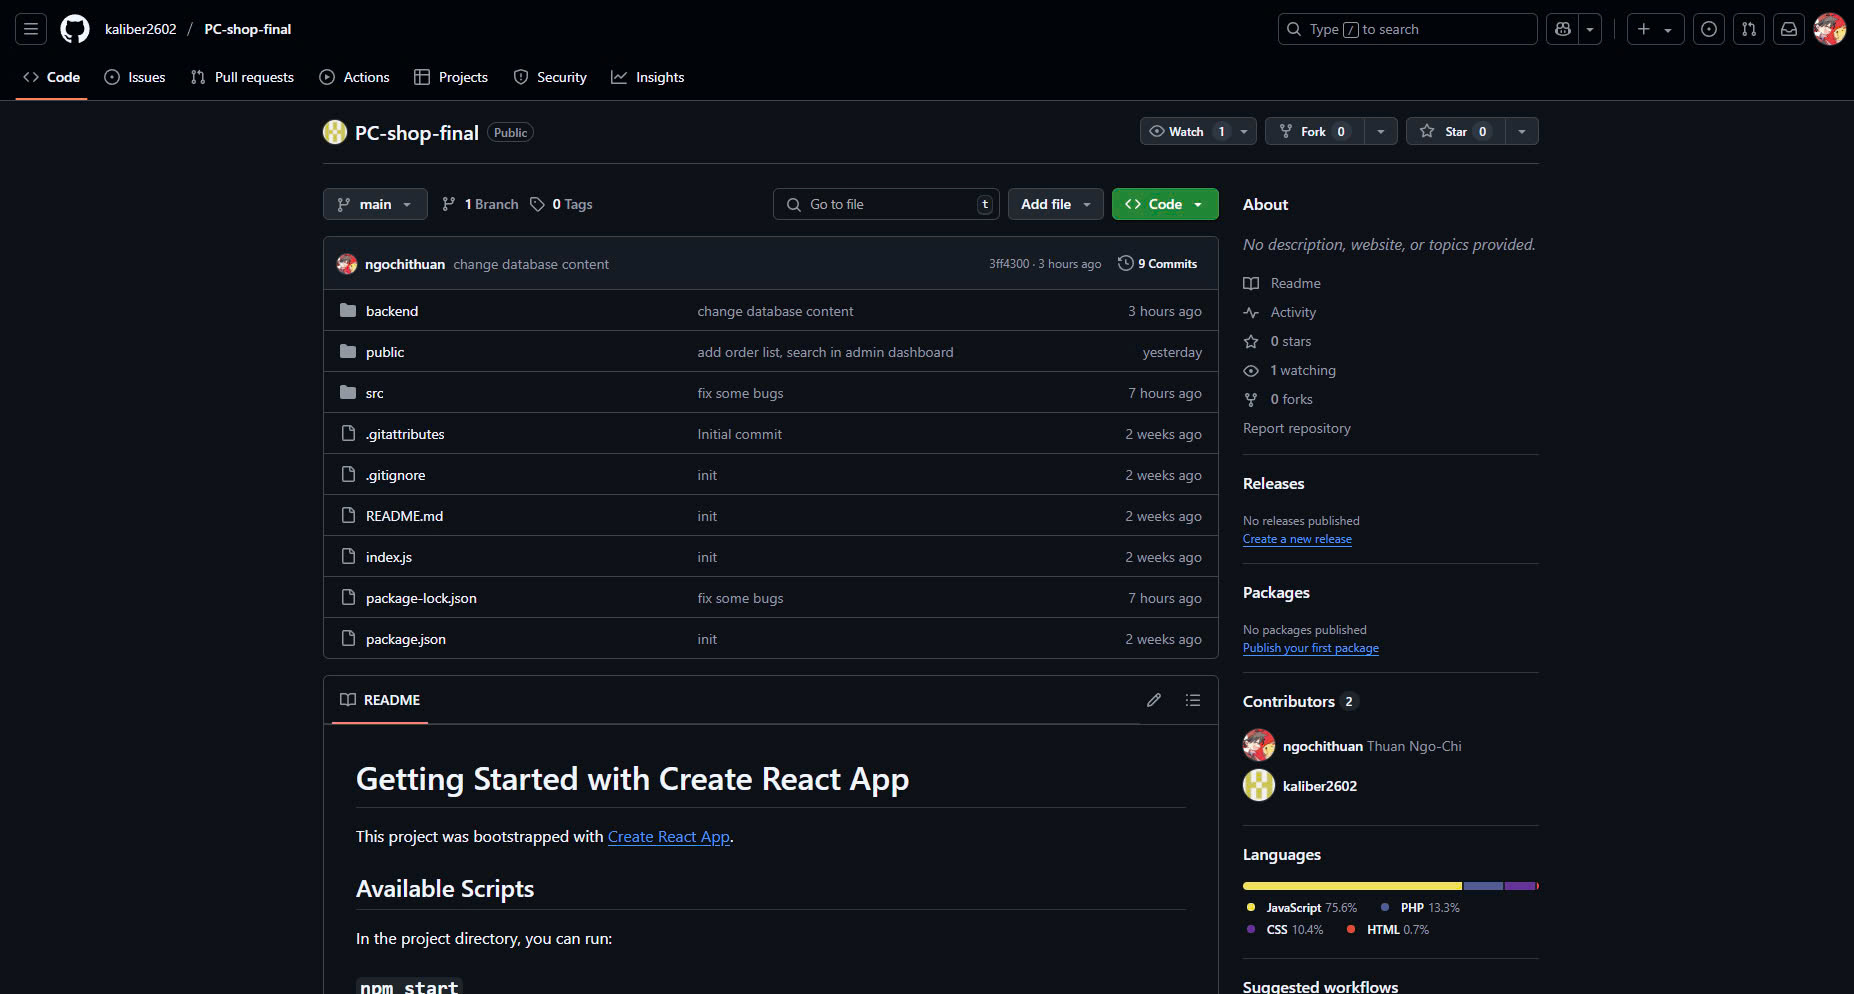 kaliber2602 / PC-shop-final
Type / to search
Code Issues Pull requests Actions Projects Security Insights
PC-shop-final Public
Watch 1 Fork 0 Star 0
main 1 Branch 0 Tags
Go to file t Add file Code
ngochithuan change database content 3ff4300 · 3 hours ago 9 Commits
backend change database content 3 hours ago
public add order list, search in admin dashboard yesterday
src fix some bugs 7 hours ago
.gitattributes Initial commit 2 weeks ago
.gitignore init 2 weeks ago
README.md init 2 weeks ago
index.js init 2 weeks ago
package-lock.json fix some bugs 7 hours ago
package.json init 2 weeks ago
README
Getting Started with Create React App
This project was bootstrapped with Create React App.
Available Scripts
In the project directory, you can run:
npm start
About
No description, website, or topics provided.
Readme
Activity
0 stars
1 watching
0 forks
Report repository
Releases
No releases published
Create a new release
Packages
No packages published
Publish your first package
Contributors 2
ngochithuan Thuan Ngo-Chi
kaliber2602
Languages
JavaScript 75.6% PHP 13.3%
CSS 10.4% HTML 0.7%
Suggested workflows